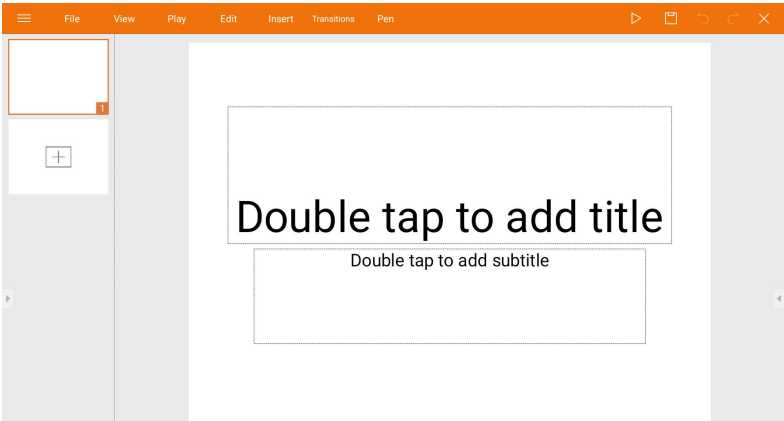 File View Play Edit Insert Transitions Pen
1
Double tap to add title
Double tap to add subtitle